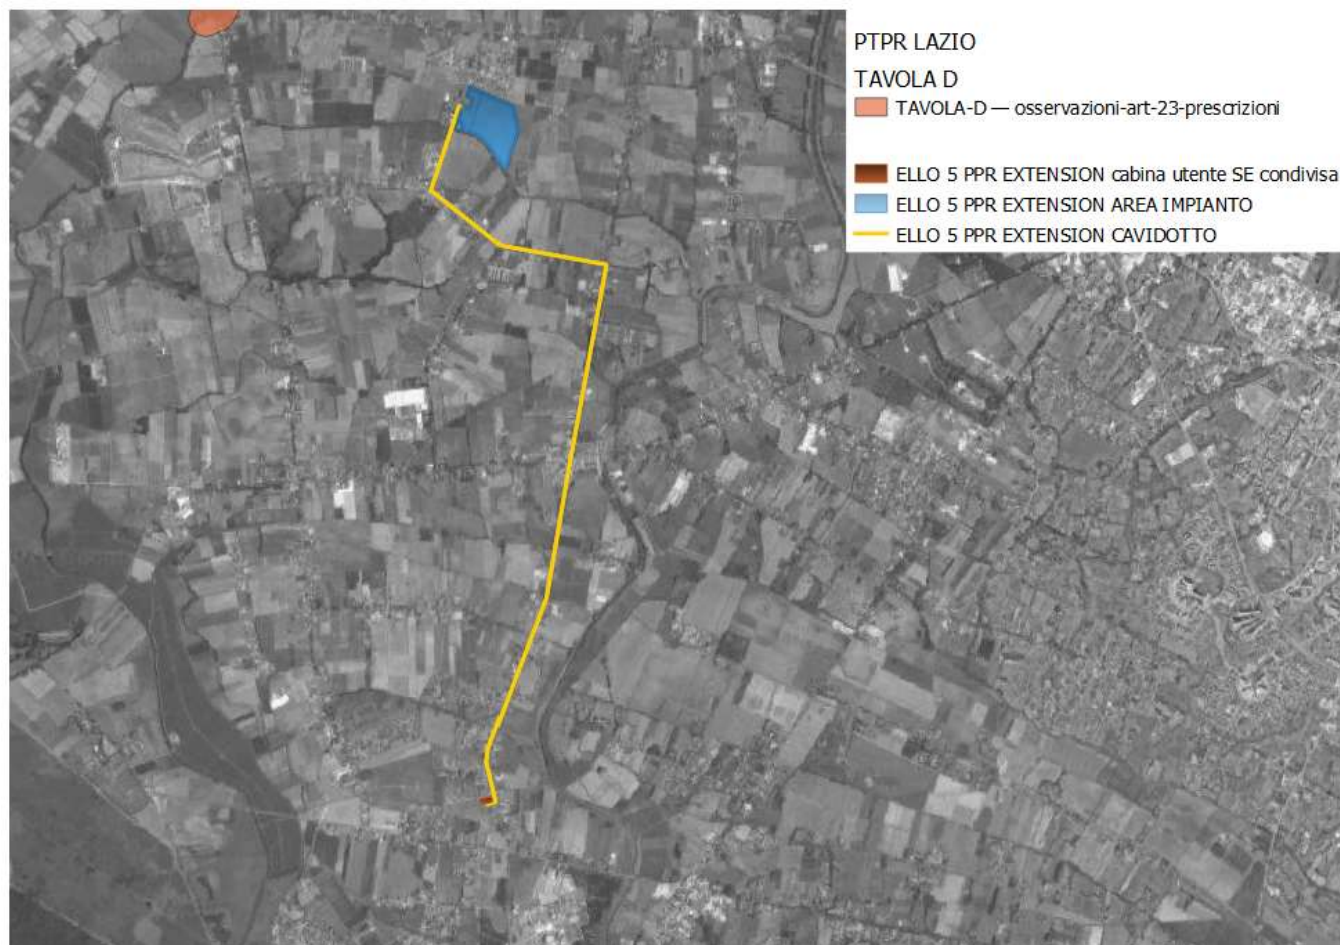 PTPR LAZIO
TAVOLA D
TAVOLA-D — osservazioni-art-23-prescrizioni
ELLO 5 PPR EXTENSION cabina utente SE condivisa
ELLO 5 PPR EXTENSION AREA IMPIANTO
ELLO 5 PPR EXTENSION CAVIDOTTO